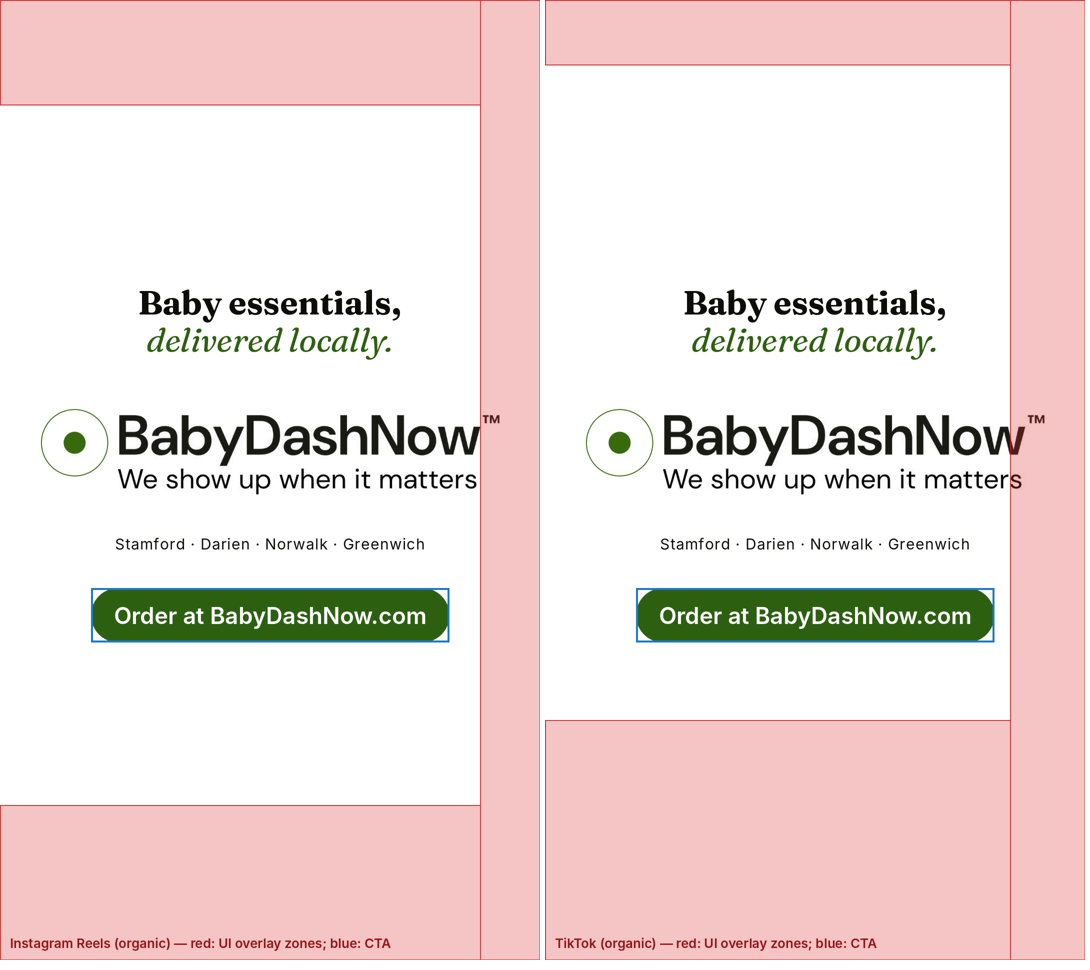 Baby essentials,
delivered locally.
BabyDashNow™
We show up when it matters
Stamford · Darien · Norwalk · Greenwich
Order at BabyDashNow.com
Instagram Reels (organic) — red: UI overlay zones; blue: CTA
Baby essentials,
delivered locally.
BabyDashNow™
We show up when it matters
Stamford · Darien · Norwalk · Greenwich
Order at BabyDashNow.com
TikTok (organic) — red: UI overlay zones; blue: CTA